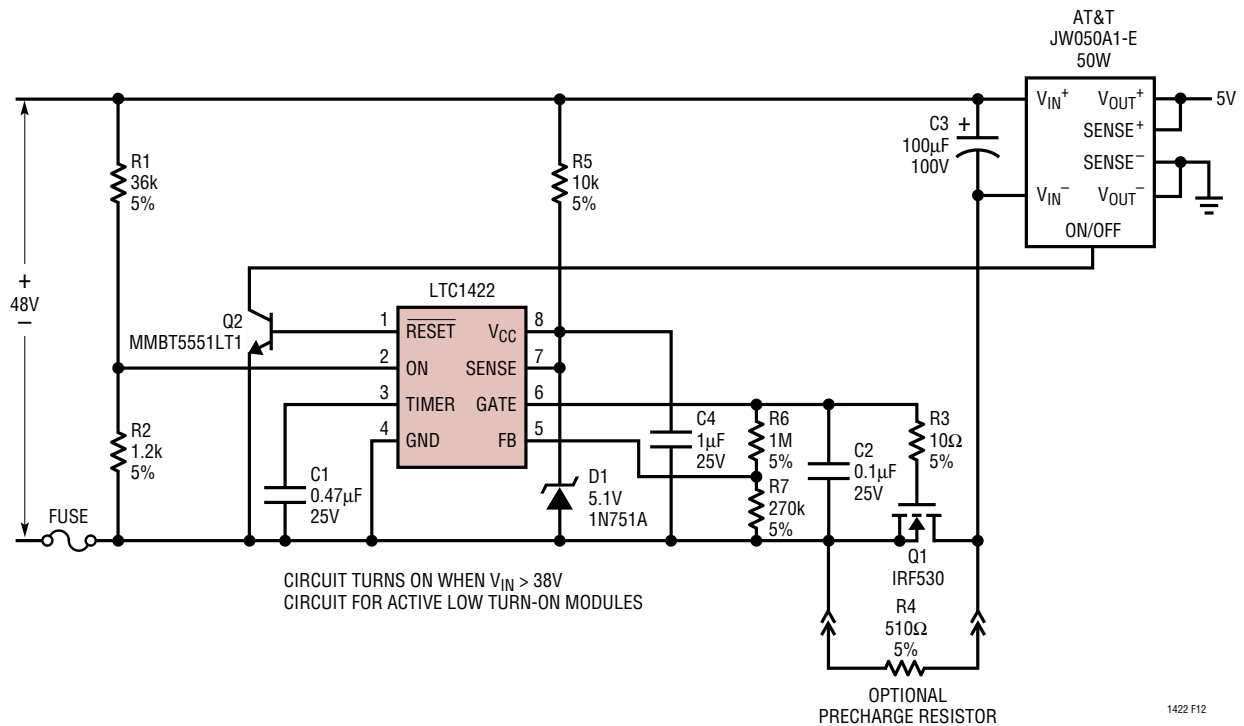 AT&T
JW050A1-E
50W
VIN+
VOUT+
5V
SENSE+
SENSE−
VIN−
VOUT−
ON/OFF
C3
+
100µF
100V
R1
36k
5%
R5
10k
5%
+
48V
−
LTC1422
Q2
MMBT5551LT1
1
RESET
VCC
8
2
ON
SENSE
7
3
TIMER
GATE
6
4
GND
FB
5
R2
1.2k
5%
C1
0.47µF
25V
D1
5.1V
1N751A
C4
1µF
25V
R6
1M
5%
R7
270k
5%
C2
0.1µF
25V
R3
10Ω
5%
Q1
IRF530
FUSE
CIRCUIT TURNS ON WHEN VIN > 38V
CIRCUIT FOR ACTIVE LOW TURN-ON MODULES
R4
510Ω
5%
OPTIONAL
PRECHARGE RESISTOR
1422 F12